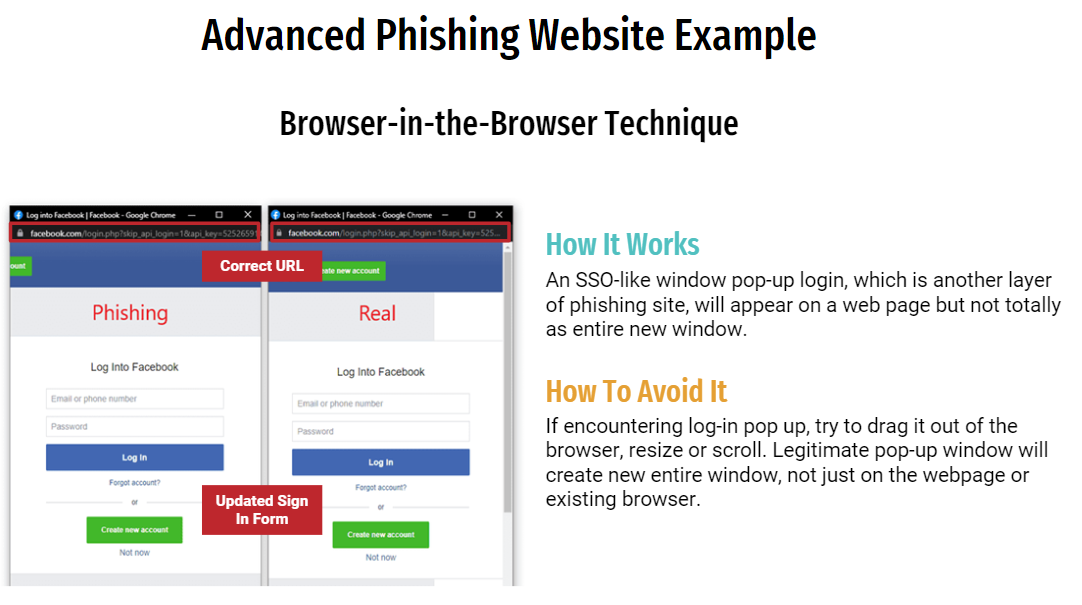 Advanced Phishing Website Example
Browser-in-the-Browser Technique
Log into Facebook | Facebook - Google Chrome
facebook.com/login.php?skip_api_login=1&api_key=5252659
ount
Phishing
Log Into Facebook
Email or phone number
Password
Log In
Forgot account?
or
Create new account
Not now
Correct URL
Updated Sign
In Form
Log into Facebook | Facebook - Google Chrome
facebook.com/login.php?skip_api_login=1&api_key=525...
ate new account
Real
Log Into Facebook
Email or phone number
Password
Log In
Forgot account?
or
Create new account
Not now
How It Works
An SSO-like window pop-up login, which is another layer
of phishing site, will appear on a web page but not totally
as entire new window.
How To Avoid It
If encountering log-in pop up, try to drag it out of the
browser, resize or scroll. Legitimate pop-up window will
create new entire window, not just on the webpage or
existing browser.